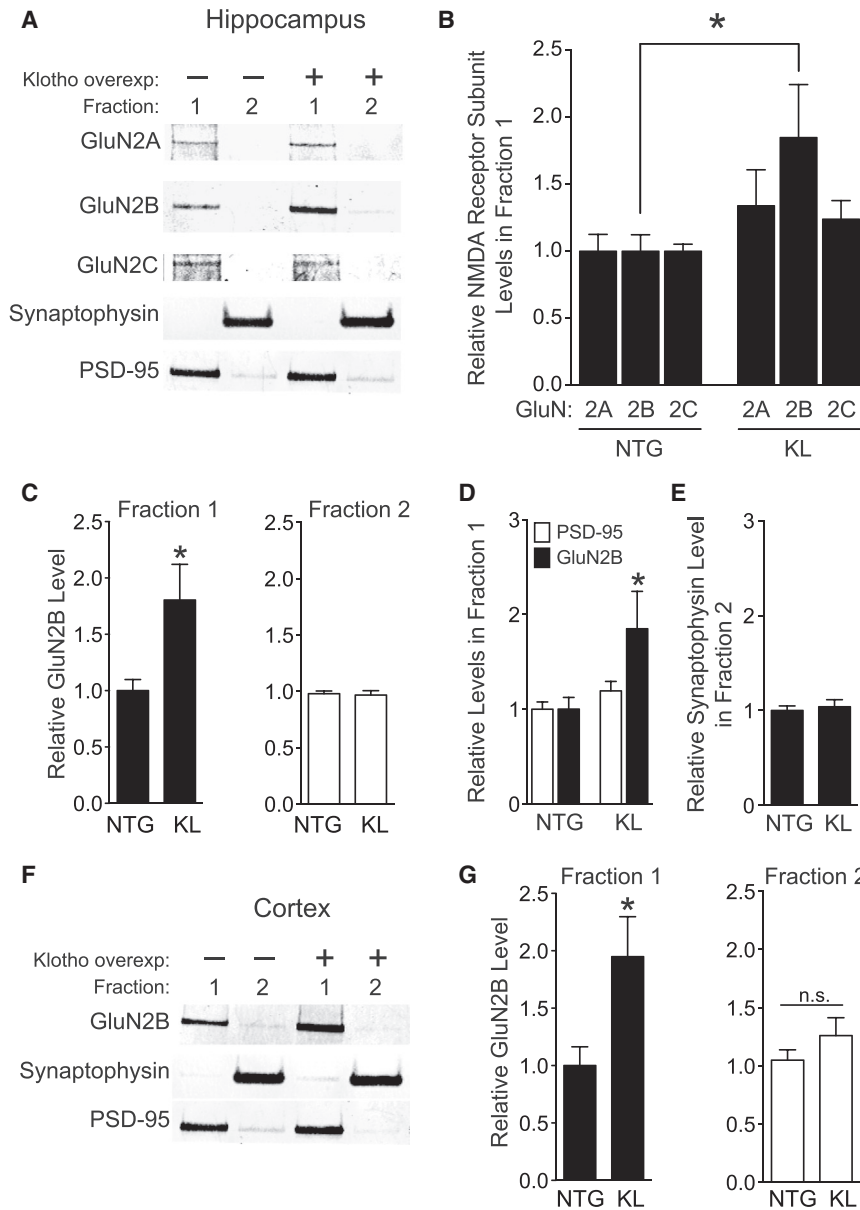 A
Hippocampus
Klotho overexp: – – + +
Fraction: 1 2 1 2
GluN2A
GluN2B
GluN2C
Synaptophysin
PSD-95
B
*
Relative NMDA Receptor Subunit
Levels in Fraction 1
2.5
2.0
1.5
1.0
0.5
0.0
GluN: 2A 2B 2C 2A 2B 2C
NTG KL
C
Fraction 1
Relative GluN2B Level
2.5
2.0
1.5
1.0
0.5
0.0
*
NTG KL
Fraction 2
2.5
2.0
1.5
1.0
0.5
0.0
NTG KL
D
Relative Levels in Fraction 1
3
2
1
0
PSD-95
GluN2B
*
NTG KL
E
Relative Synaptophysin Level
in Fraction 2
3
2
1
0
NTG KL
F
Cortex
Klotho overexp: – – + +
Fraction: 1 2 1 2
GluN2B
Synaptophysin
PSD-95
G
Fraction 1
Relative GluN2B Level
2.5
2.0
1.5
1.0
0.5
0.0
*
NTG KL
Fraction 2
2.5
2.0
1.5
1.0
0.5
0.0
n.s.
NTG KL